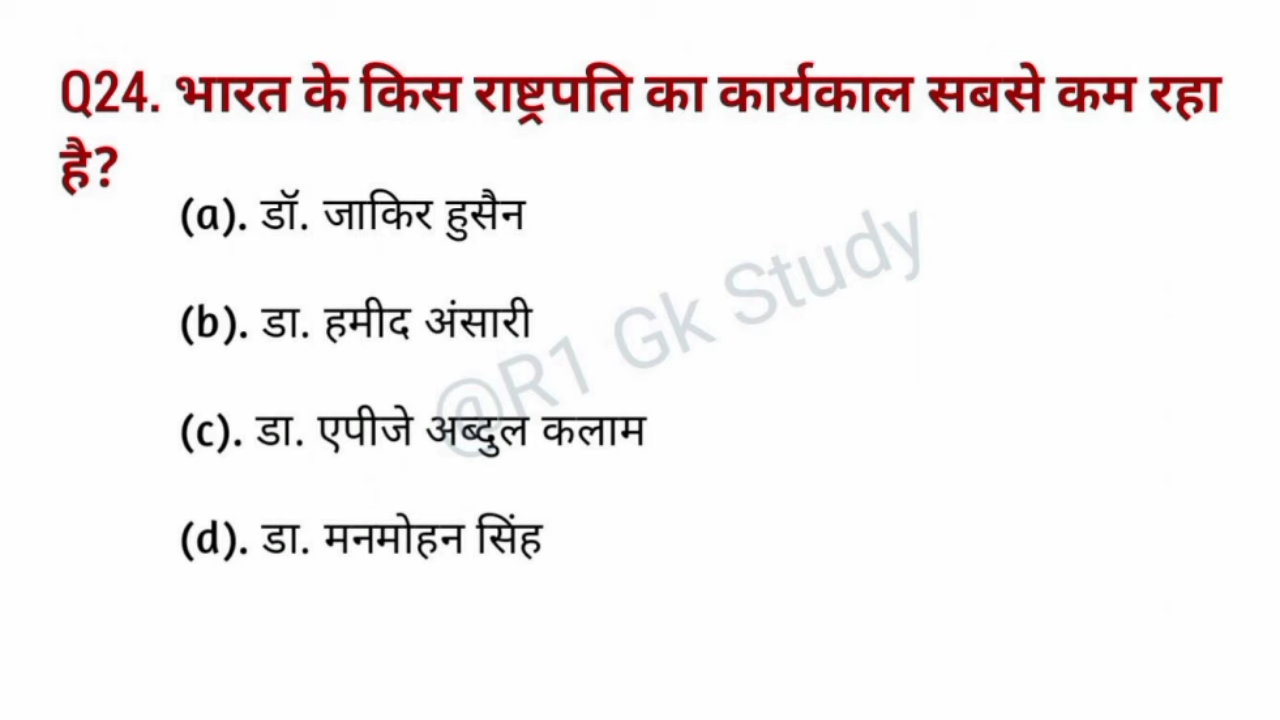 Q24. भारत के किस राष्ट्रपति का कार्यकाल सबसे कम रहा
है?
(a). डॉ. जाकिर हुसैन
(b). डा. हमीद अंसारी
@R1 Gk Study
(c). डा. एपीजे अब्दुल कलाम
(d). डा. मनमोहन सिंह